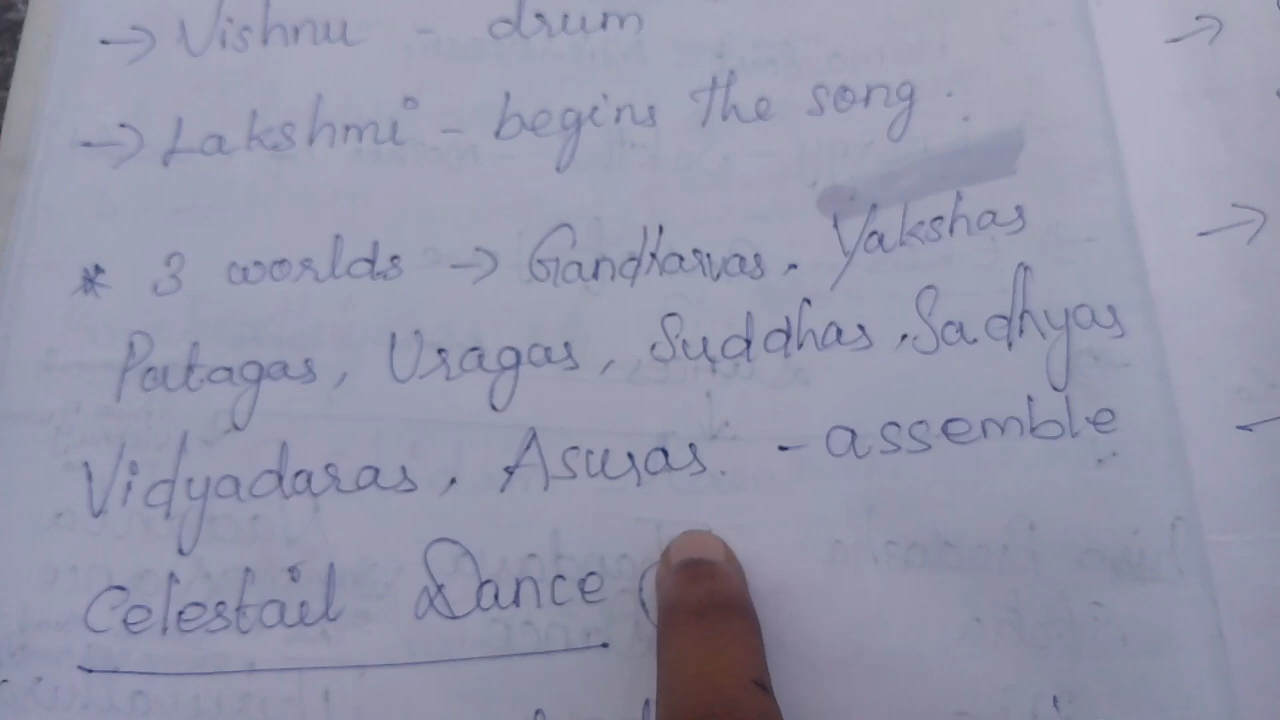 → Vishnu - drum
→ Lakshmi - begins the song.
* 3 worlds → Gandharvas, Yakshas
Patagas, Uragas, Suddhas, Sadhyas
Vidyadaras, Asuras. - assemble
Celestail Dance (